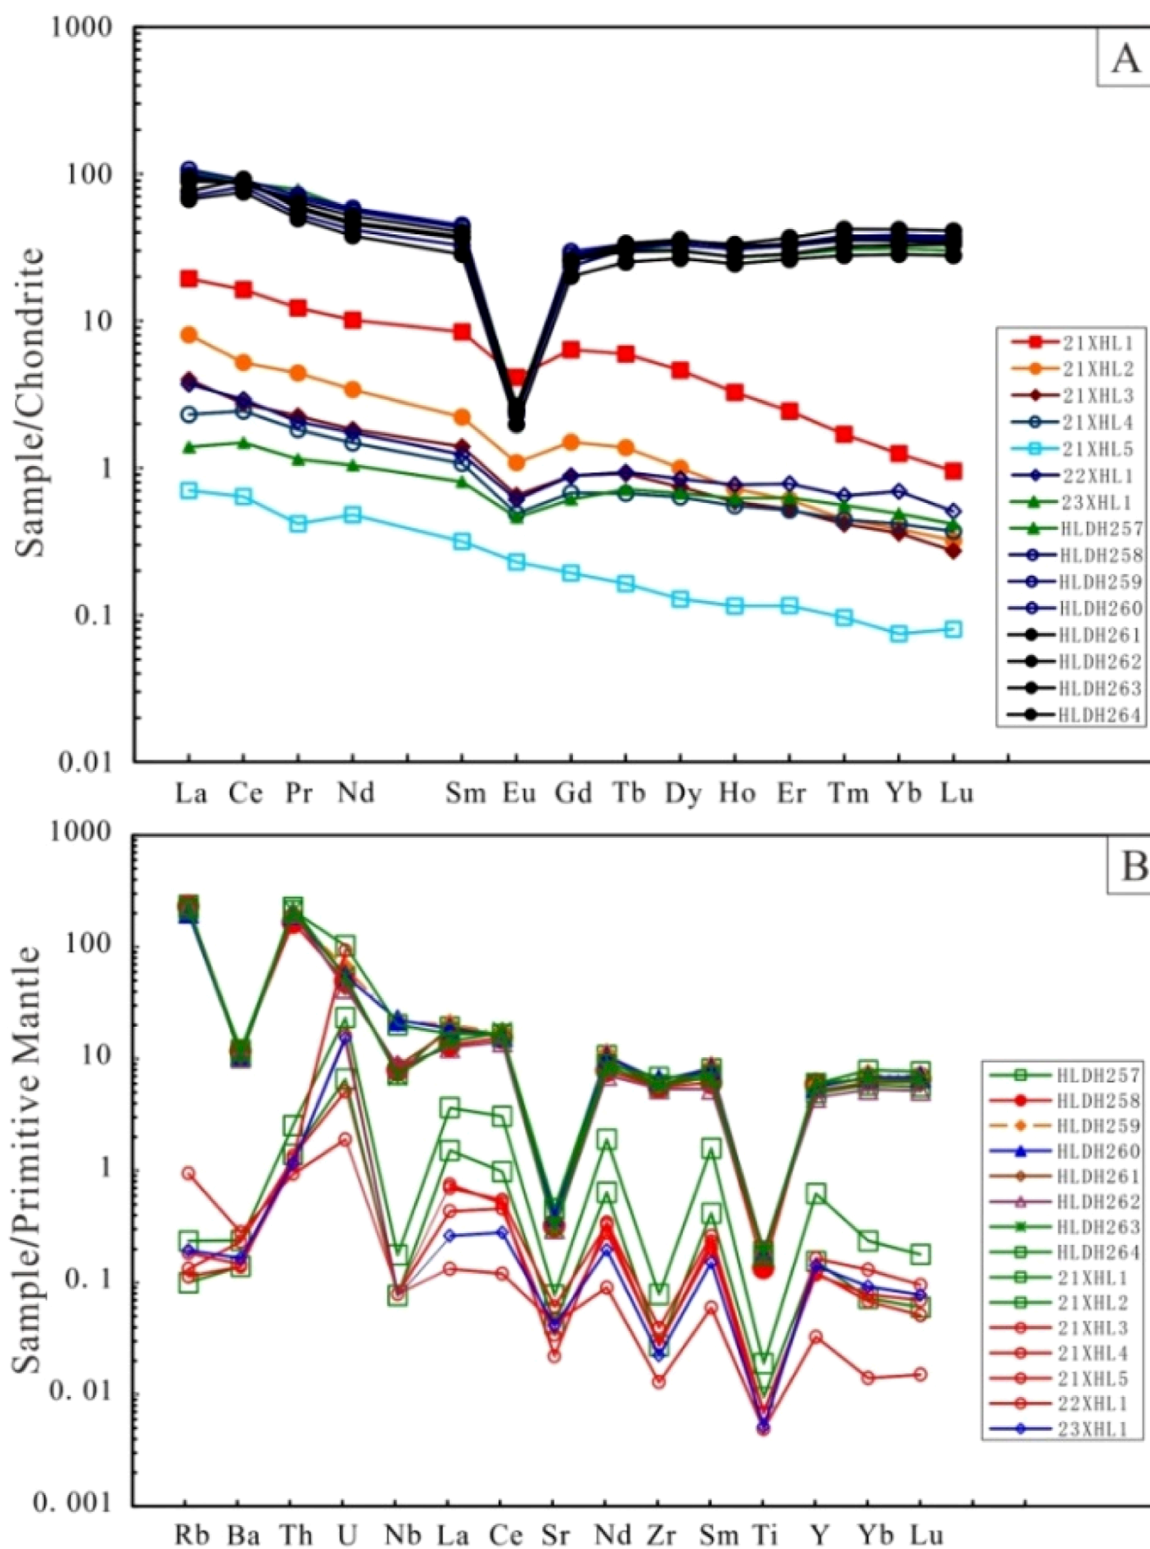 1000
A
100
10
1
0.1
0.01
Sample/Chondrite
21XHL1
21XHL2
21XHL3
21XHL4
21XHL5
22XHL1
23XHL1
HLDH257
HLDH258
HLDH259
HLDH260
HLDH261
HLDH262
HLDH263
HLDH264
La Ce Pr Nd Sm Eu Gd Tb Dy Ho Er Tm Yb Lu
1000
B
100
10
1
0.1
0.01
0.001
Sample/Primitive Mantle
HLDH257
HLDH258
HLDH259
HLDH260
HLDH261
HLDH262
HLDH263
HLDH264
21XHL1
21XHL2
21XHL3
21XHL4
21XHL5
22XHL1
23XHL1
Rb Ba Th U Nb La Ce Sr Nd Zr Sm Ti Y Yb Lu